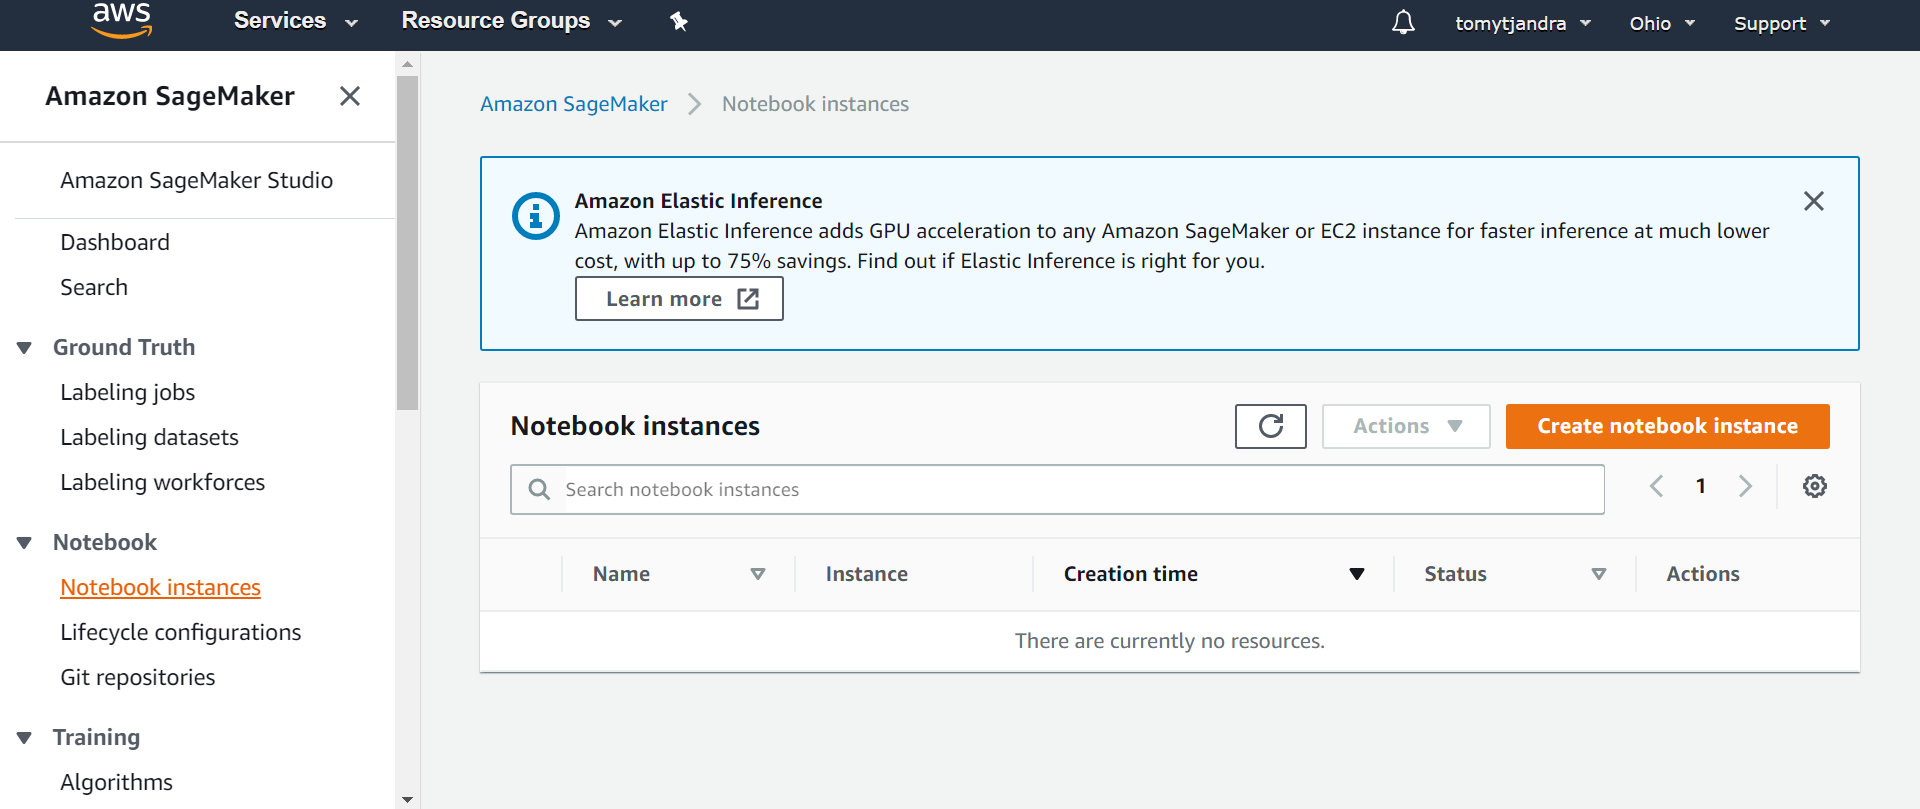 aws
Services
Resource Groups
tomytjandra
Ohio
Support
Amazon SageMaker
Amazon SageMaker Studio
Dashboard
Search
Ground Truth
Labeling jobs
Labeling datasets
Labeling workforces
Notebook
Notebook instances
Lifecycle configurations
Git repositories
Training
Algorithms
Amazon SageMaker
Notebook instances
Amazon Elastic Inference
Amazon Elastic Inference adds GPU acceleration to any Amazon SageMaker or EC2 instance for faster inference at much lower
cost, with up to 75% savings. Find out if Elastic Inference is right for you.
Learn more
Notebook instances
Actions
Create notebook instance
Search notebook instances
1
Name
Instance
Creation time
Status
Actions
There are currently no resources.